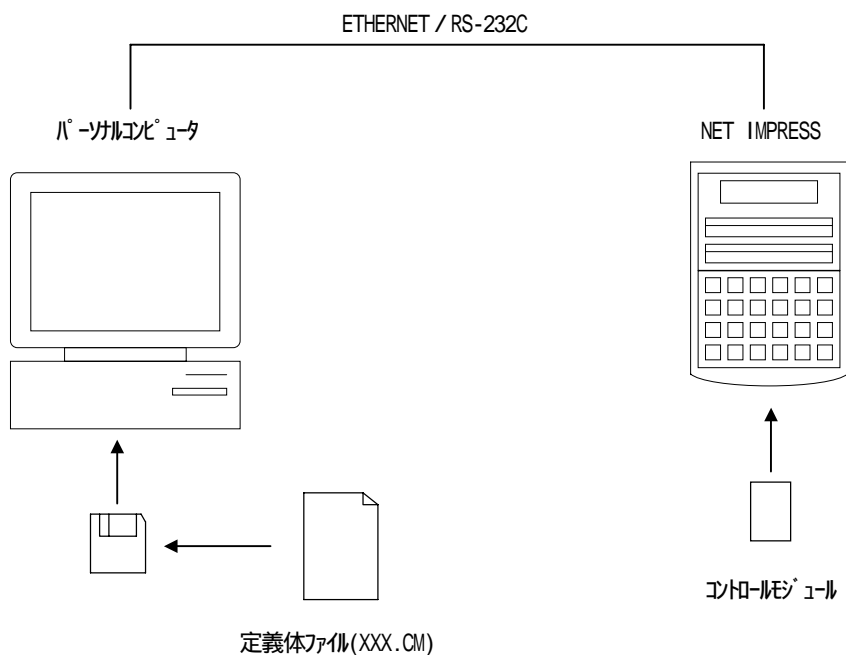 ETHERNET / RS-232C
パーソナルコンピュータ
NET IMPRESS
コントロールモジュール
定義体ファイル(XXX.CM)